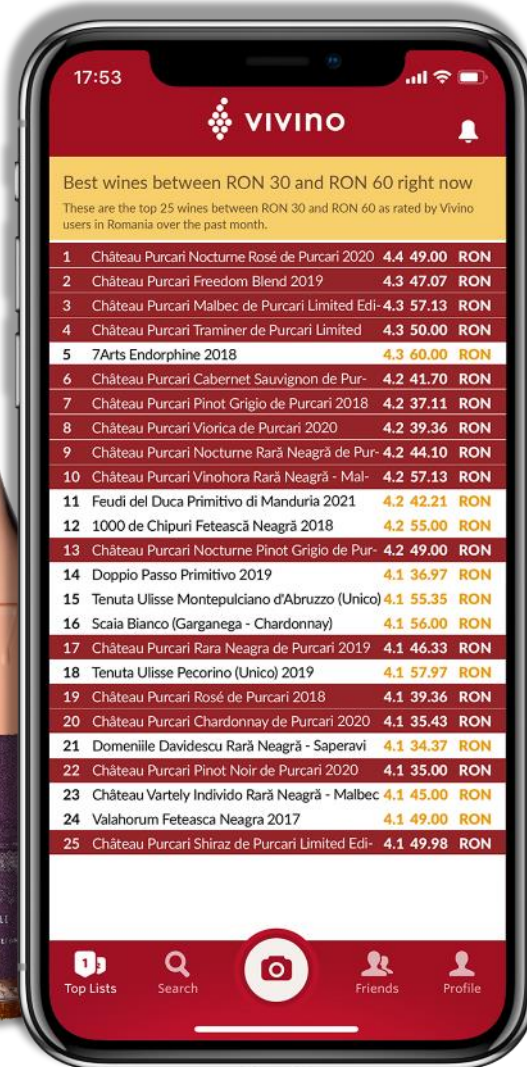 17:53
VIVINO
Best wines between RON 30 and RON 60 right now
These are the top 25 wines between RON 30 and RON 60 as rated by Vivino
users in Romania over the past month.
1 Château Purcari Nocturne Rosé de Purcari 2020 4.4 49.00 RON
2 Château Purcari Freedom Blend 2019 4.3 47.07 RON
3 Château Purcari Malbec de Purcari Limited Edi- 4.3 57.13 RON
4 Château Purcari Traminer de Purcari Limited 4.3 50.00 RON
5 7Arts Endorphine 2018 4.3 60.00 RON
6 Château Purcari Cabernet Sauvignon de Pur- 4.2 41.70 RON
7 Château Purcari Pinot Grigio de Purcari 2018 4.2 37.11 RON
8 Château Purcari Viorica de Purcari 2020 4.2 39.36 RON
9 Château Purcari Nocturne Rară Neagră de Pur- 4.2 44.10 RON
10 Château Purcari Vinohora Rară Neagră - Mal- 4.2 57.13 RON
11 Feudi del Duca Primitivo di Manduria 2021 4.2 42.21 RON
12 1000 de Chipuri Fetească Neagră 2018 4.2 55.00 RON
13 Château Purcari Nocturne Pinot Grigio de Pur- 4.2 49.00 RON
14 Doppio Passo Primitivo 2019 4.1 36.97 RON
15 Tenuta Ulisse Montepulciano d'Abruzzo (Unico) 4.1 55.35 RON
16 Scaia Bianco (Garganega - Chardonnay) 4.1 56.00 RON
17 Château Purcari Rara Neagra de Purcari 2019 4.1 46.33 RON
18 Tenuta Ulisse Pecorino (Unico) 2019 4.1 57.97 RON
19 Château Purcari Rosé de Purcari 2018 4.1 39.36 RON
20 Château Purcari Chardonnay de Purcari 2020 4.1 35.43 RON
21 Domeniile Davidescu Rară Neagră - Saperavi 4.1 34.37 RON
22 Château Purcari Pinot Noir de Purcari 2020 4.1 35.00 RON
23 Château Vartely Individo Rară Neagră - Malbec 4.1 45.00 RON
24 Valahorum Feteasca Neagra 2017 4.1 49.00 RON
25 Château Purcari Shiraz de Purcari Limited Edi- 4.1 49.98 RON
1
Top Lists Search Friends Profile